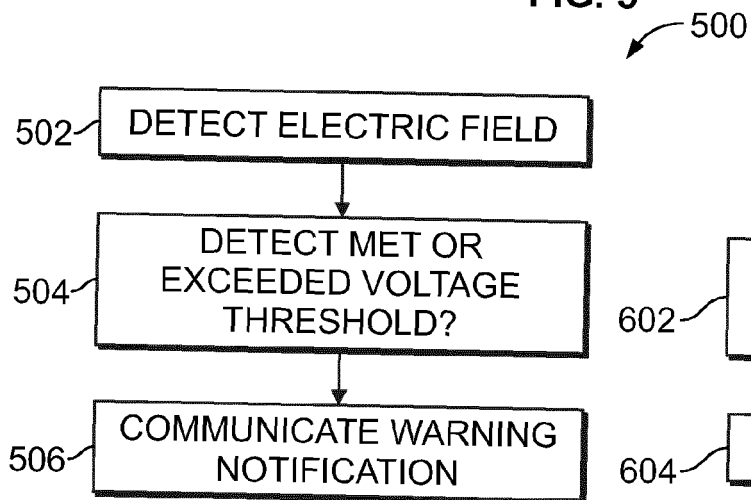 500
502
DETECT ELECTRIC FIELD
504
DETECT MET OR
EXCEEDED VOLTAGE
THRESHOLD?
602
506
COMMUNICATE WARNING
NOTIFICATION
604